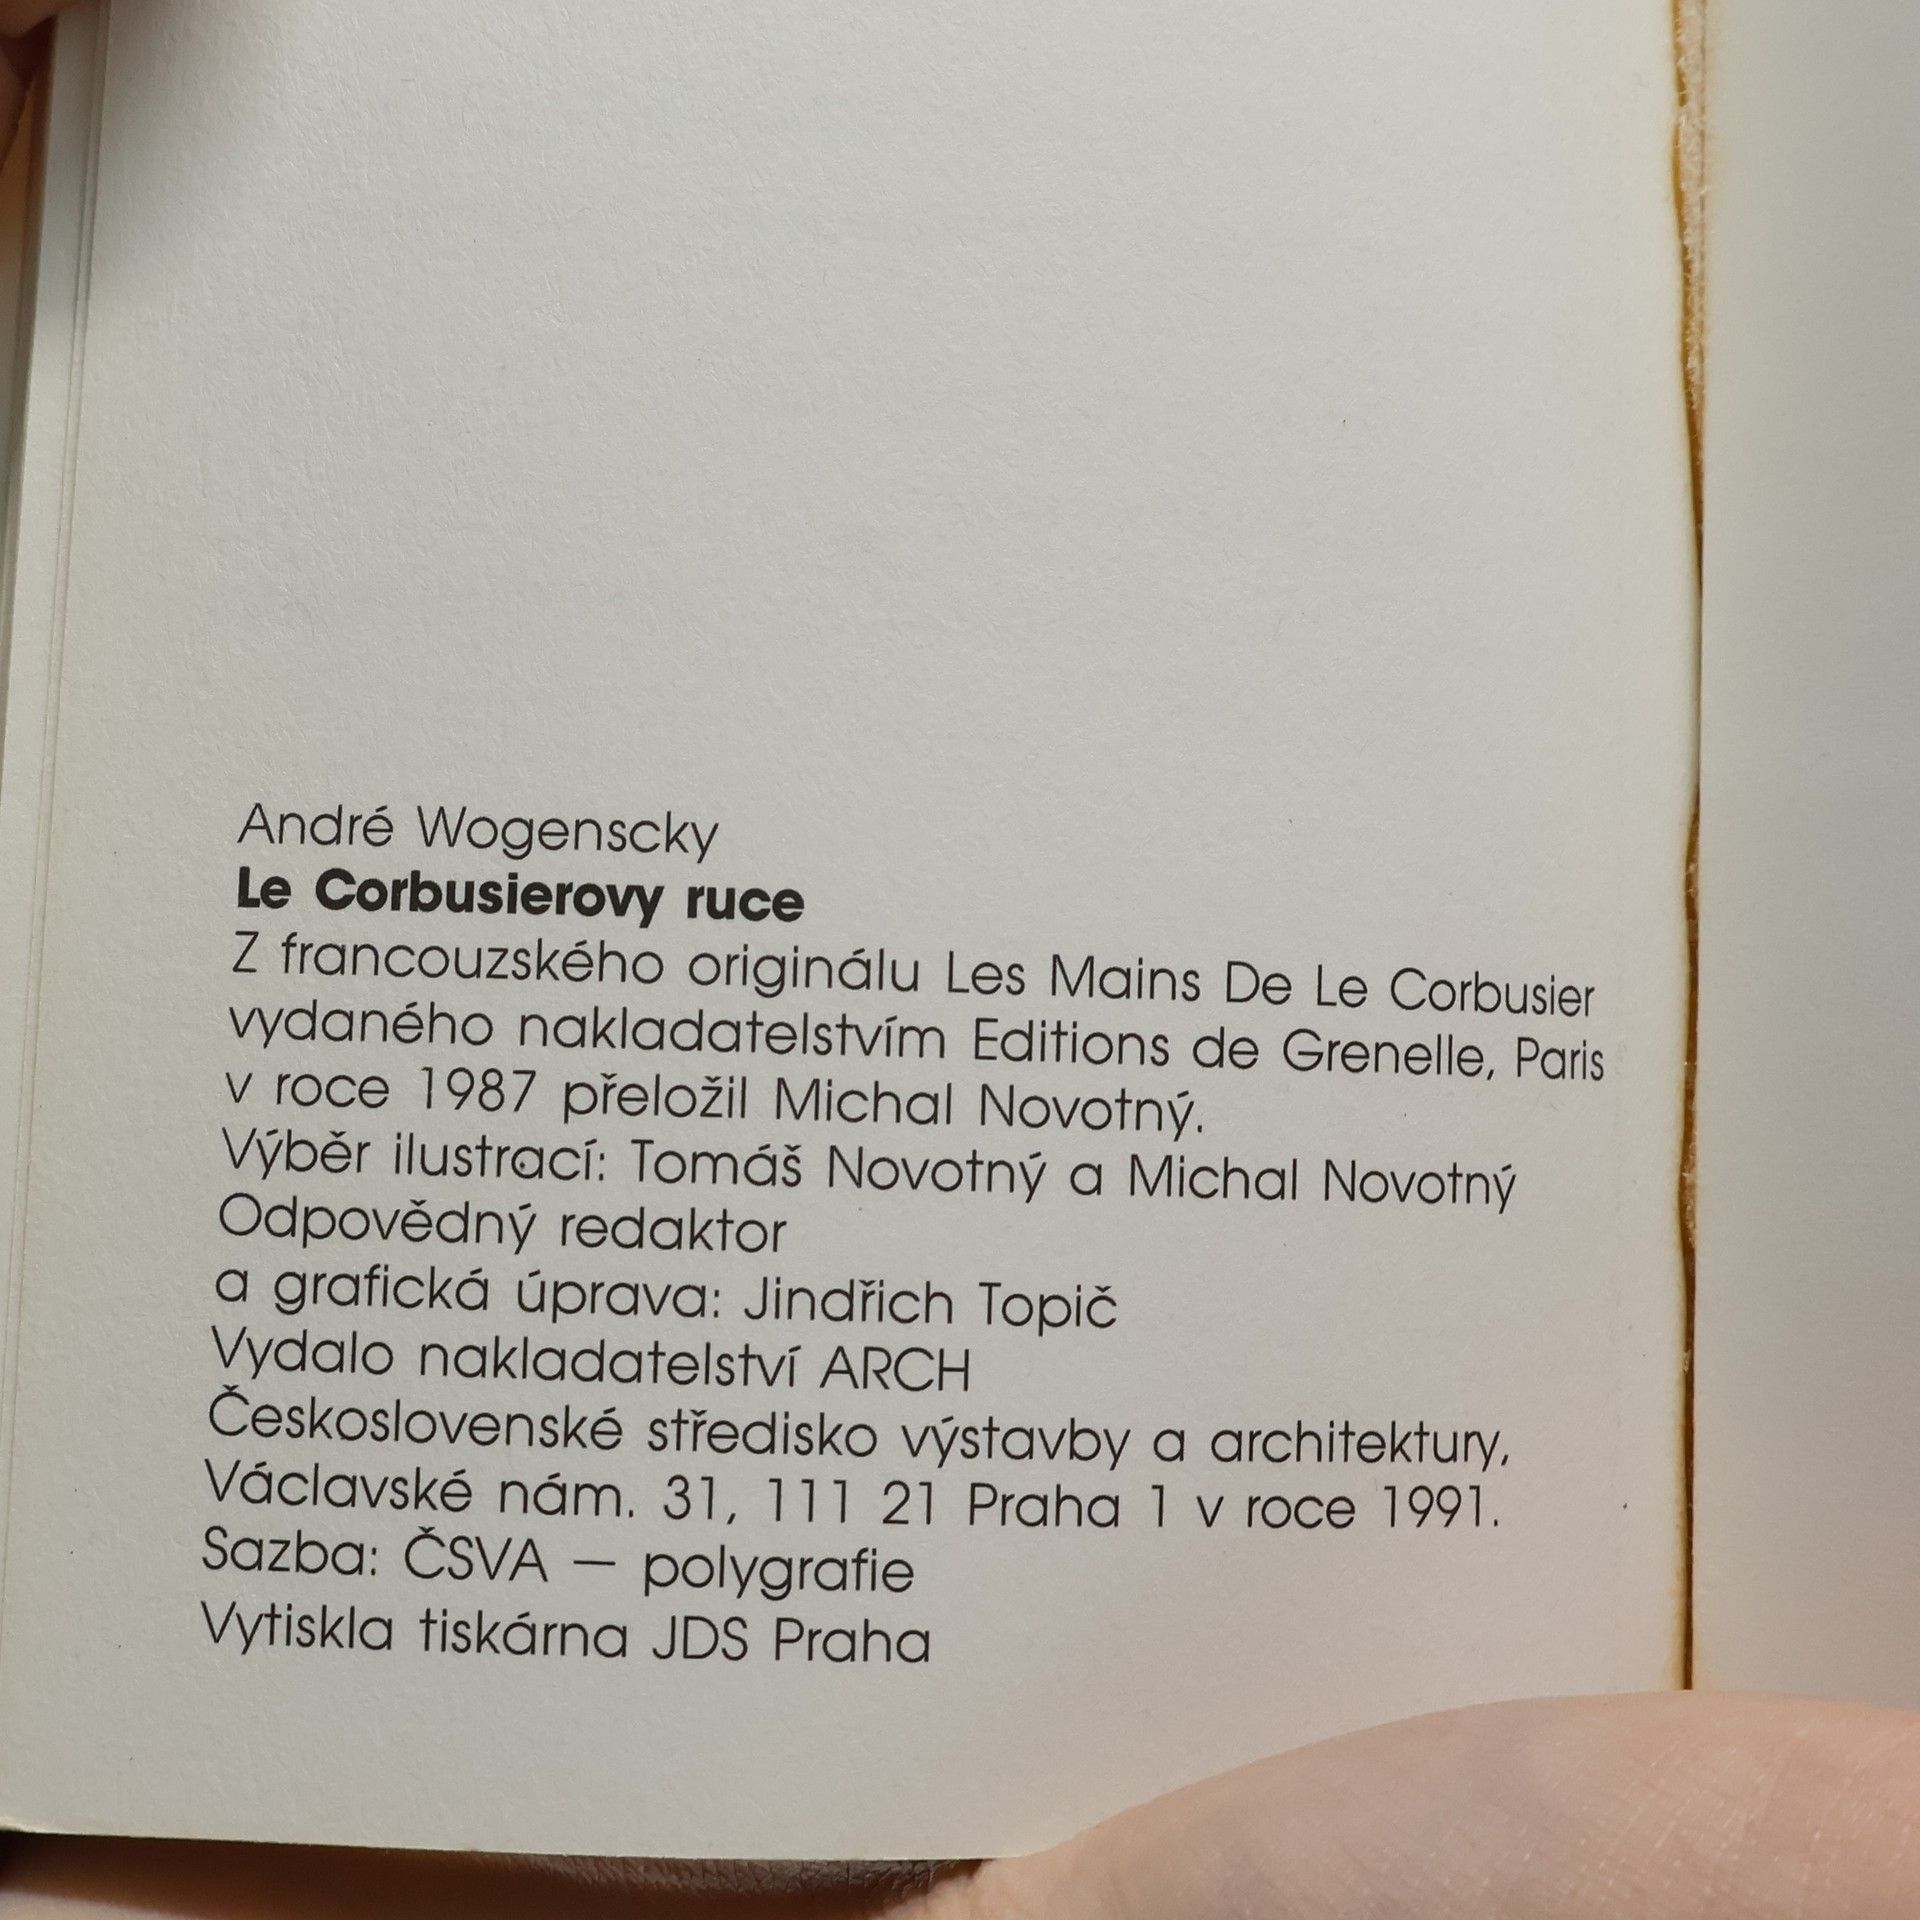 André Wogenscky
Le Corbusierovy ruce
Z francouzského originálu Les Mains De Le Corbusier
vydaného nakladatelstvím Editions de Grenelle, Paris
v roce 1987 přeložil Michal Novotný.
Výběr ilustrací: Tomáš Novotný a Michal Novotný
Odpovědný redaktor
a grafická úprava: Jindřich Topič
Vydalo nakladatelství ARCH
Československé středisko výstavby a architektury,
Václavské nám. 31, 111 21 Praha 1 v roce 1991.
Sazba: ČSVA — polygrafie
Vytiskla tiskárna JDS Praha